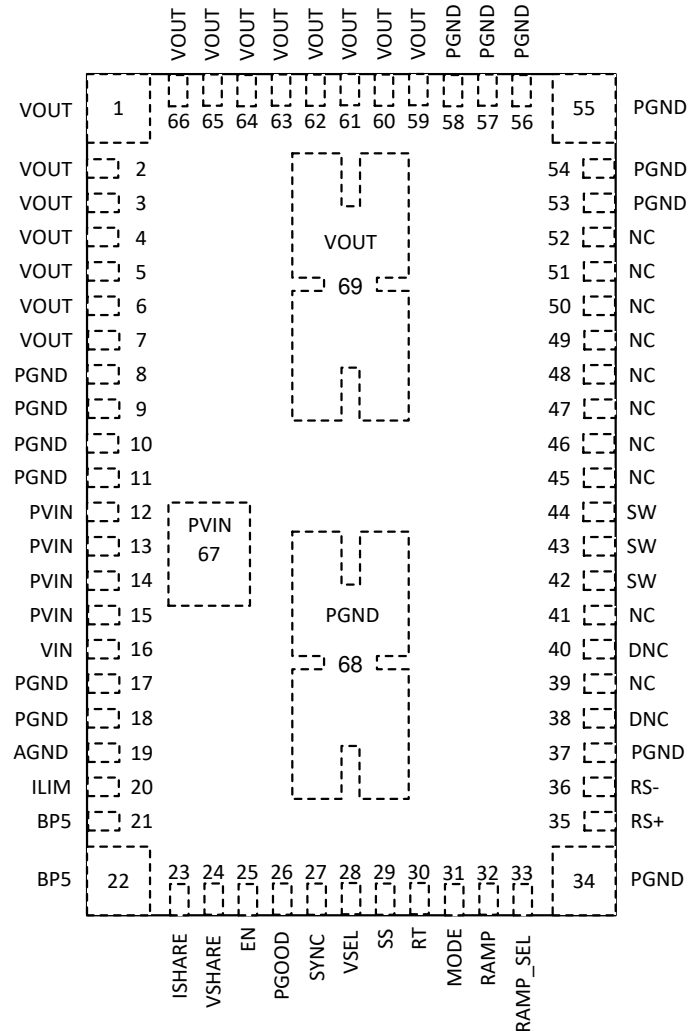 VOUT VOUT VOUT VOUT VOUT VOUT VOUT VOUT PGND PGND PGND
VOUT 1 66 65 64 63 62 61 60 59 58 57 56 55 PGND
VOUT 2 54 PGND
VOUT 3 53 PGND
VOUT 4 VOUT 52 NC
VOUT 5 51 NC
VOUT 6 69 50 NC
VOUT 7 49 NC
PGND 8 48 NC
PGND 9 47 NC
PGND 10 46 NC
PGND 11 45 NC
PVIN 12 PVIN 44 SW
PVIN 13 67 43 SW
PVIN 14 42 SW
PVIN 15 PGND 41 NC
VIN 16 40 DNC
PGND 17 68 39 NC
PGND 18 38 DNC
AGND 19 37 PGND
ILIM 20 36 RS-
BP5 21 35 RS+
BP5 22 23 24 25 26 27 28 29 30 31 32 33 34 PGND
ISHARE VSHARE EN PGOOD SYNC VSEL SS RT MODE RAMP RAMP_SEL